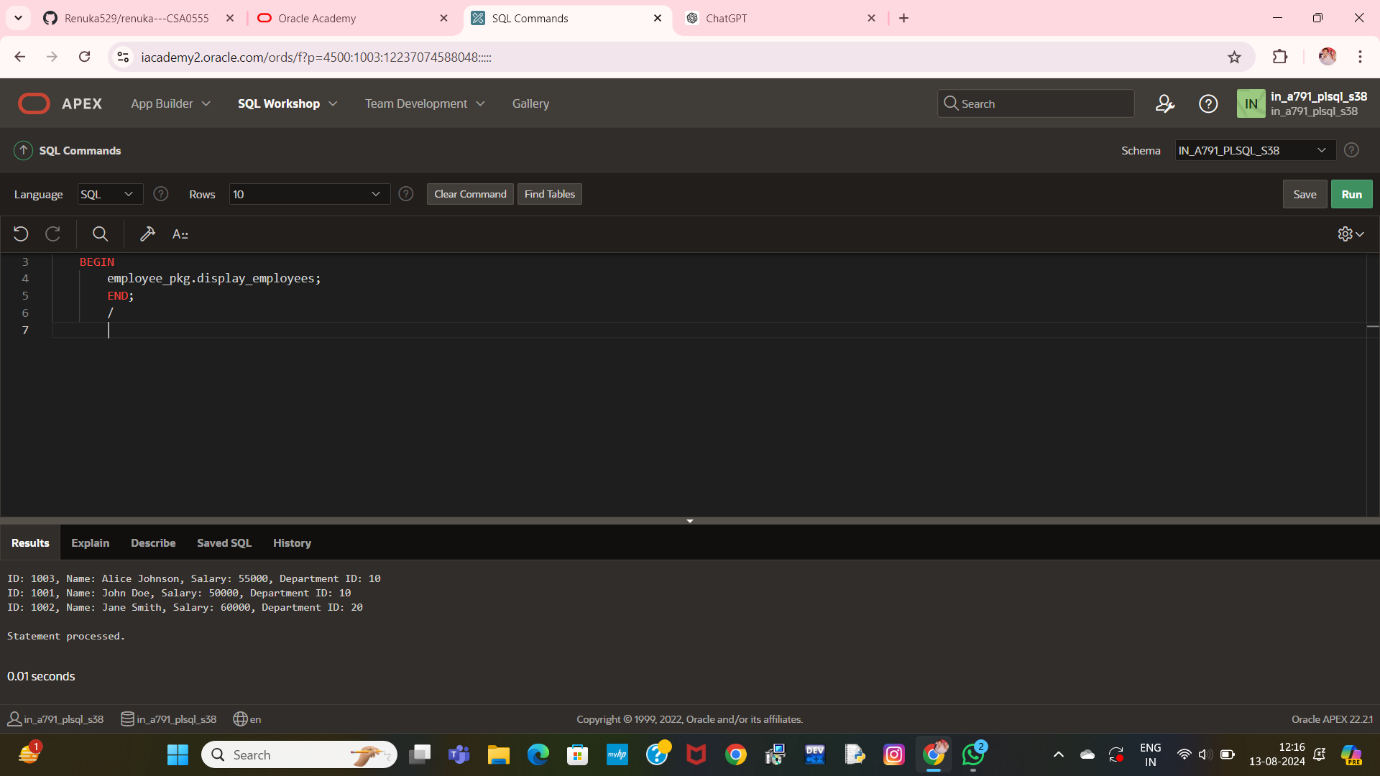 Renuka529/renuka---CSA0555
Oracle Academy
SQL Commands
ChatGPT
iacademy2.oracle.com/ords/f?p=4500:1003:12237074588048:::::
APEX
App Builder
SQL Workshop
Team Development
Gallery
Search
IN
in_a791_plsql_s38
in_a791_plsql_s38
SQL Commands
Schema
IN_A791_PLSQL_S38
Language
SQL
Rows
10
Clear Command
Find Tables
Save
Run
3 BEGIN
4 employee_pkg.display_employees;
5 END;
6 /
7
Results
Explain
Describe
Saved SQL
History
ID: 1003, Name: Alice Johnson, Salary: 55000, Department ID: 10
ID: 1001, Name: John Doe, Salary: 50000, Department ID: 10
ID: 1002, Name: Jane Smith, Salary: 60000, Department ID: 20
Statement processed.
0.01 seconds
in_a791_plsql_s38
in_a791_plsql_s38
en
Copyright © 1999, 2022, Oracle and/or its affiliates.
Oracle APEX 22.2.1
1
Search
myhp
DEV
2
ENG
IN
12:16
13-08-2024
PRE